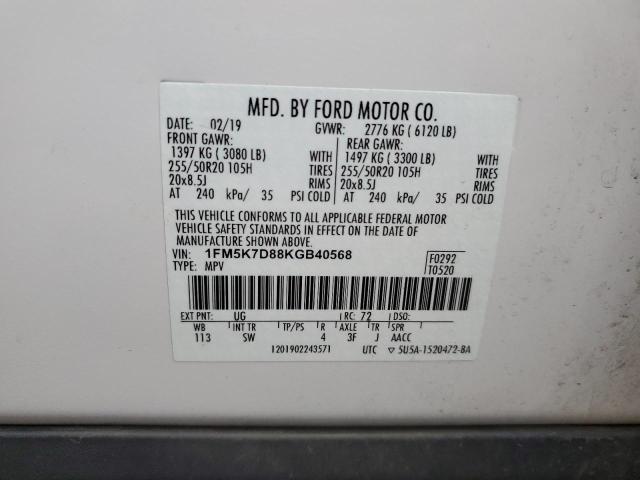 MFD. BY FORD MOTOR CO.
DATE: 02/19 GVWR: 2776 KG ( 6120 LB)
FRONT GAWR: REAR GAWR:
1397 KG ( 3080 LB) WITH 1497 KG ( 3300 LB) WITH
255/50R20 105H TIRES 255/50R20 105H TIRES
20x8.5J RIMS 20x8.5J RIMS
AT 240 kPa/ 35 PSI COLD AT 240 kPa/ 35 PSI COLD
THIS VEHICLE CONFORMS TO ALL APPLICABLE FEDERAL MOTOR
VEHICLE SAFETY STANDARDS IN EFFECT ON THE DATE OF
MANUFACTURE SHOWN ABOVE.
VIN: 1FM5K7D88KGB40568 F0292
TYPE: MPV T0520
EXT PNT: UG RC: 72
WB INT TR TP/PS R AXLE TR SPR
113 SW 4 3F J AACC
1201902243571 UTC ▽ 5U5A-1520472-BA